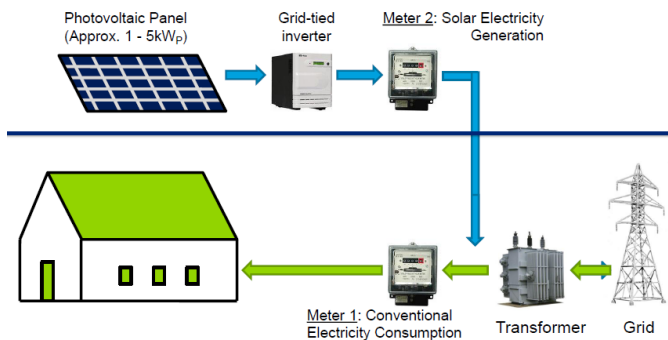 Photovoltaic Panel
(Approx. 1 - 5kWP)
Grid-tied
inverter
Meter 2: Solar Electricity
Generation
Meter 1: Conventional
Electricity Consumption
Transformer
Grid